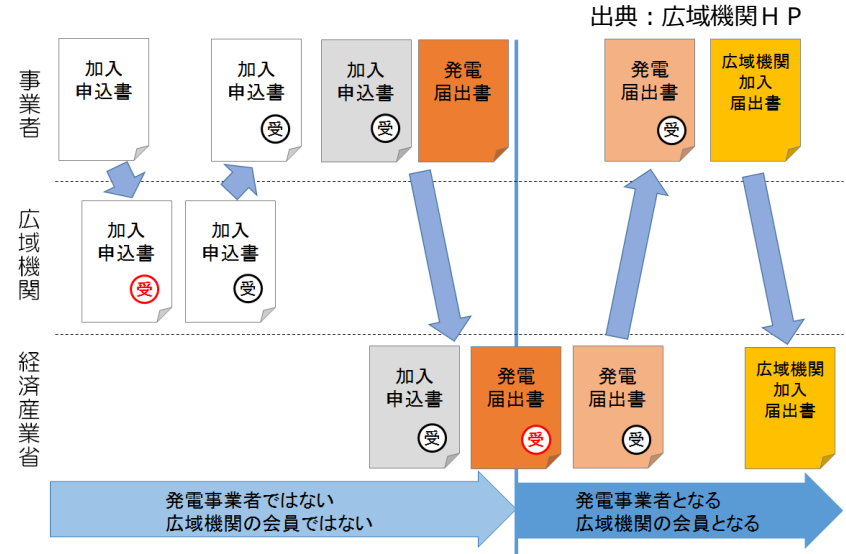 出典：広域機関ＨＰ
事業者
加入
申込書
加入
申込書
受
加入
申込書
受
発電
届出書
発電
届出書
受
広域機関
加入
届出書
広域機関
加入
申込書
受
加入
申込書
受
経済産業省
加入
申込書
受
発電
届出書
受
発電
届出書
受
広域機関
加入
届出書
発電事業者ではない
広域機関の会員ではない
発電事業者となる
広域機関の会員となる